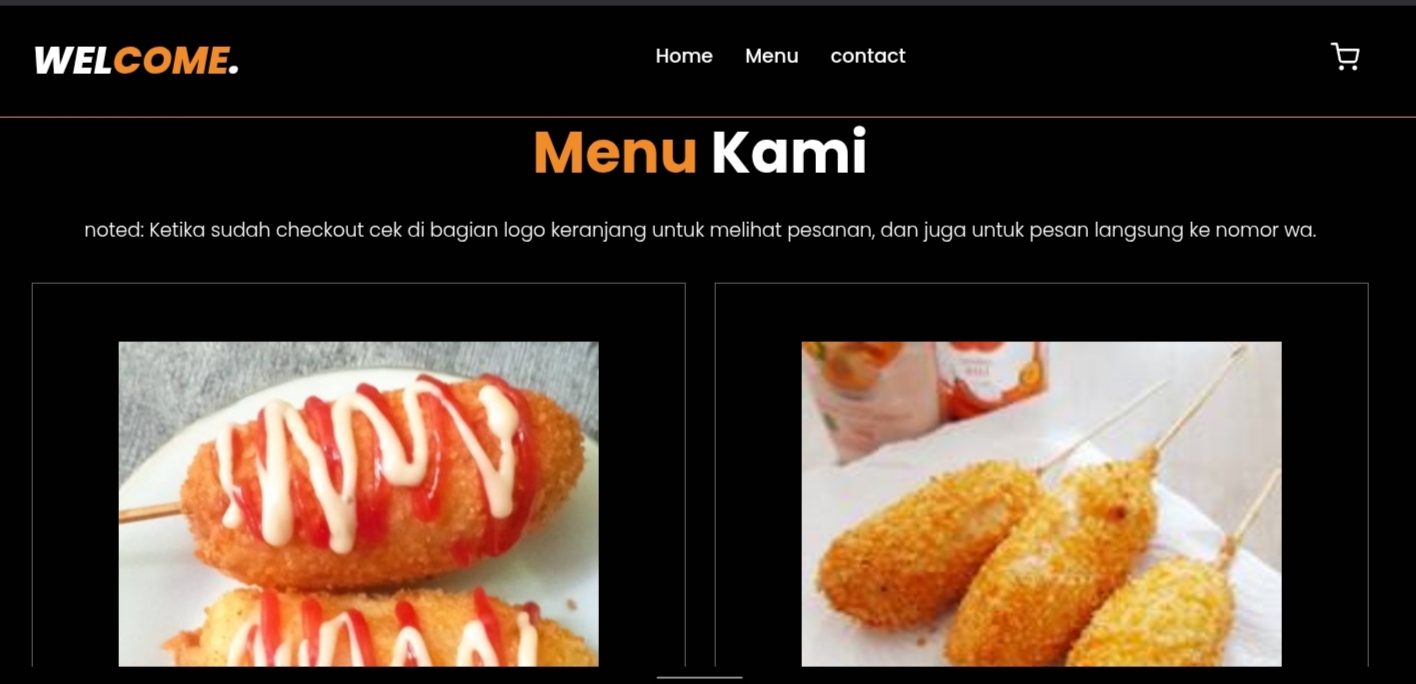 WELCOME.
Home Menu contact
Menu Kami
noted: Ketika sudah checkout cek di bagian logo keranjang untuk melihat pesanan, dan juga untuk pesan langsung ke nomor wa.